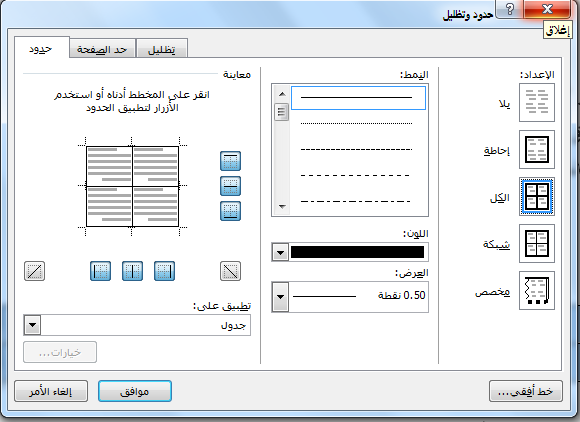 حدود وتظليل
إغلاق
حدود
حد الصفحة
تظليل
الإعداد:
بلا
إحاطة
الكل
شبكة
مخصص
النمط:
اللون:
العرض:
0.50 نقطة
معاينة
انقر على المخطط أدناه أو استخدم
الأزرار لتطبيق الحدود
تطبيق على:
جدول
خيارات...
خط أفقي...
موافق
إلغاء الأمر